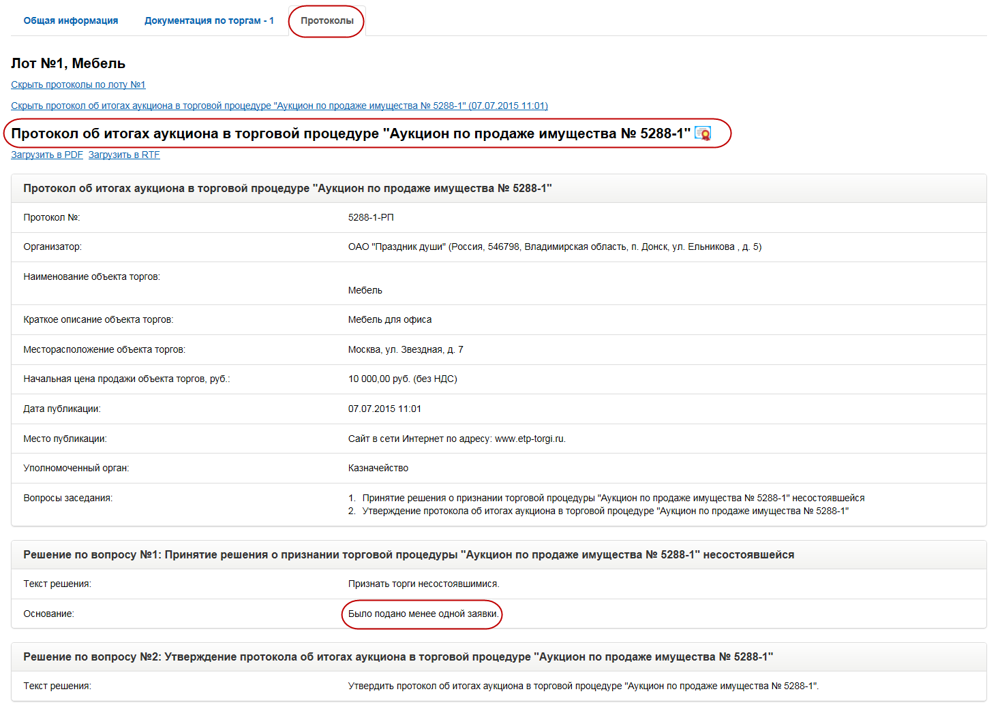 Общая информация Документация по торгам - 1 Протоколы
Лот №1, Мебель
Скрыть протоколы по лоту №1
Скрыть протокол об итогах аукциона в торговой процедуре "Аукцион по продаже имущества № 5288-1" (07.07.2015 11:01)
Протокол об итогах аукциона в торговой процедуре "Аукцион по продаже имущества № 5288-1"
Загрузить в PDF Загрузить в RTF
Протокол об итогах аукциона в торговой процедуре "Аукцион по продаже имущества № 5288-1"
Протокол №: 5288-1-РП
Организатор: ОАО "Праздник души" (Россия, 546798, Владимирская область, п. Донск, ул. Ельникова , д. 5)
Наименование объекта торгов:
Мебель
Краткое описание объекта торгов: Мебель для офиса
Месторасположение объекта торгов: Москва, ул. Звездная, д. 7
Начальная цена продажи объекта торгов, руб.: 10 000,00 руб. (без НДС)
Дата публикации: 07.07.2015 11:01
Место публикации: Сайт в сети Интернет по адресу: www.etp-torgi.ru.
Уполномоченный орган: Казначейство
Вопросы заседания: 1. Принятие решения о признании торговой процедуры "Аукцион по продаже имущества № 5288-1" несостоявшейся
2. Утверждение протокола об итогах аукциона в торговой процедуре "Аукцион по продаже имущества № 5288-1"
Решение по вопросу №1: Принятие решения о признании торговой процедуры "Аукцион по продаже имущества № 5288-1" несостоявшейся
Текст решения: Признать торги несостоявшимися.
Основание: Было подано менее одной заявки.
Решение по вопросу №2: Утверждение протокола об итогах аукциона в торговой процедуре "Аукцион по продаже имущества № 5288-1"
Текст решения: Утвердить протокол об итогах аукциона в торговой процедуре "Аукцион по продаже имущества № 5288-1".